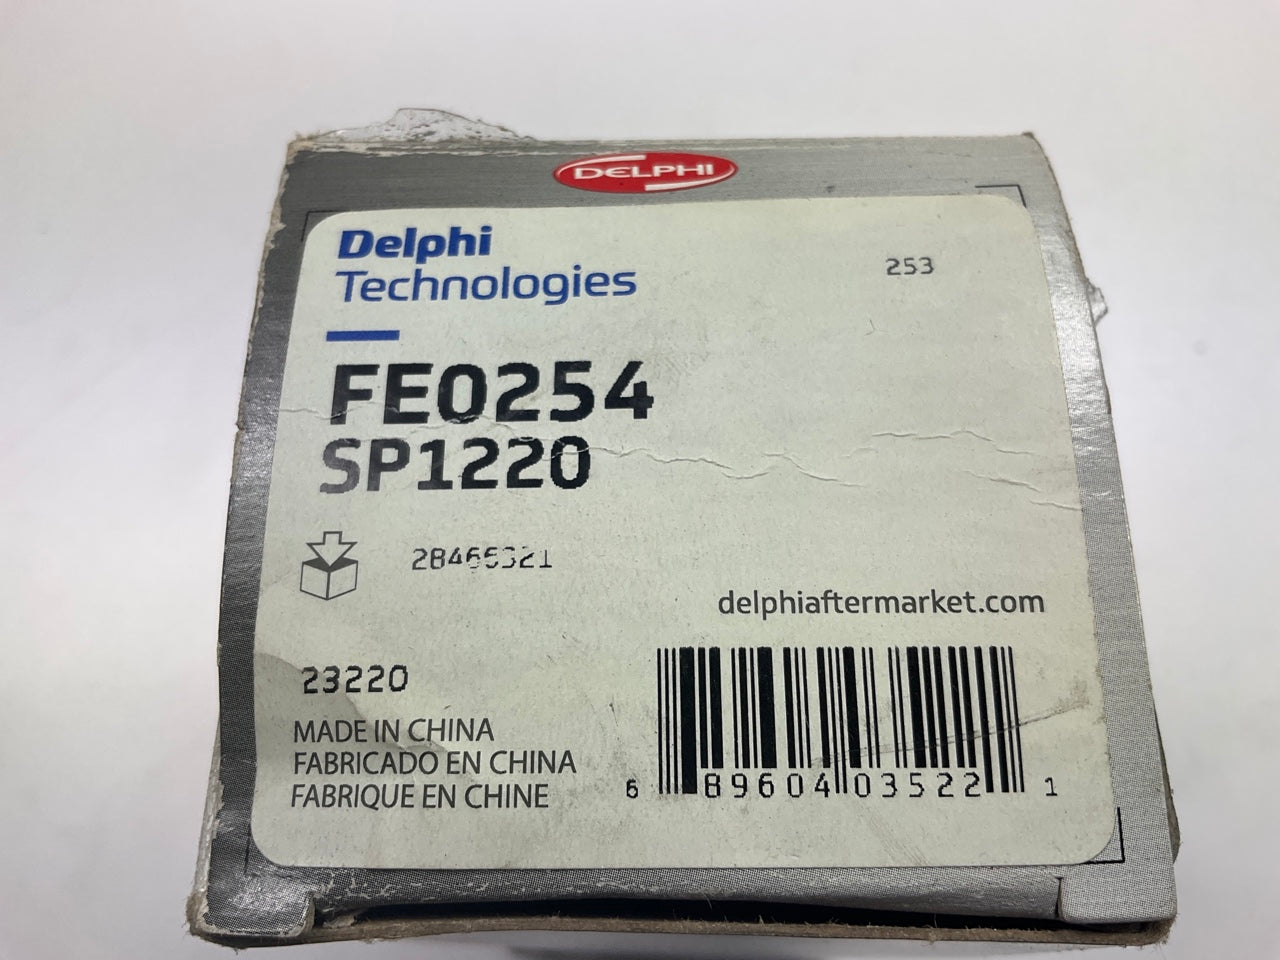 DELPHI
Delphi
Technologies
253
FE0254
SP1220
delphiaftermarket.com
23220
MADE IN CHINA
FABRICADO EN CHINA
FABRIQUE EN CHINE
6 89604 03522 1